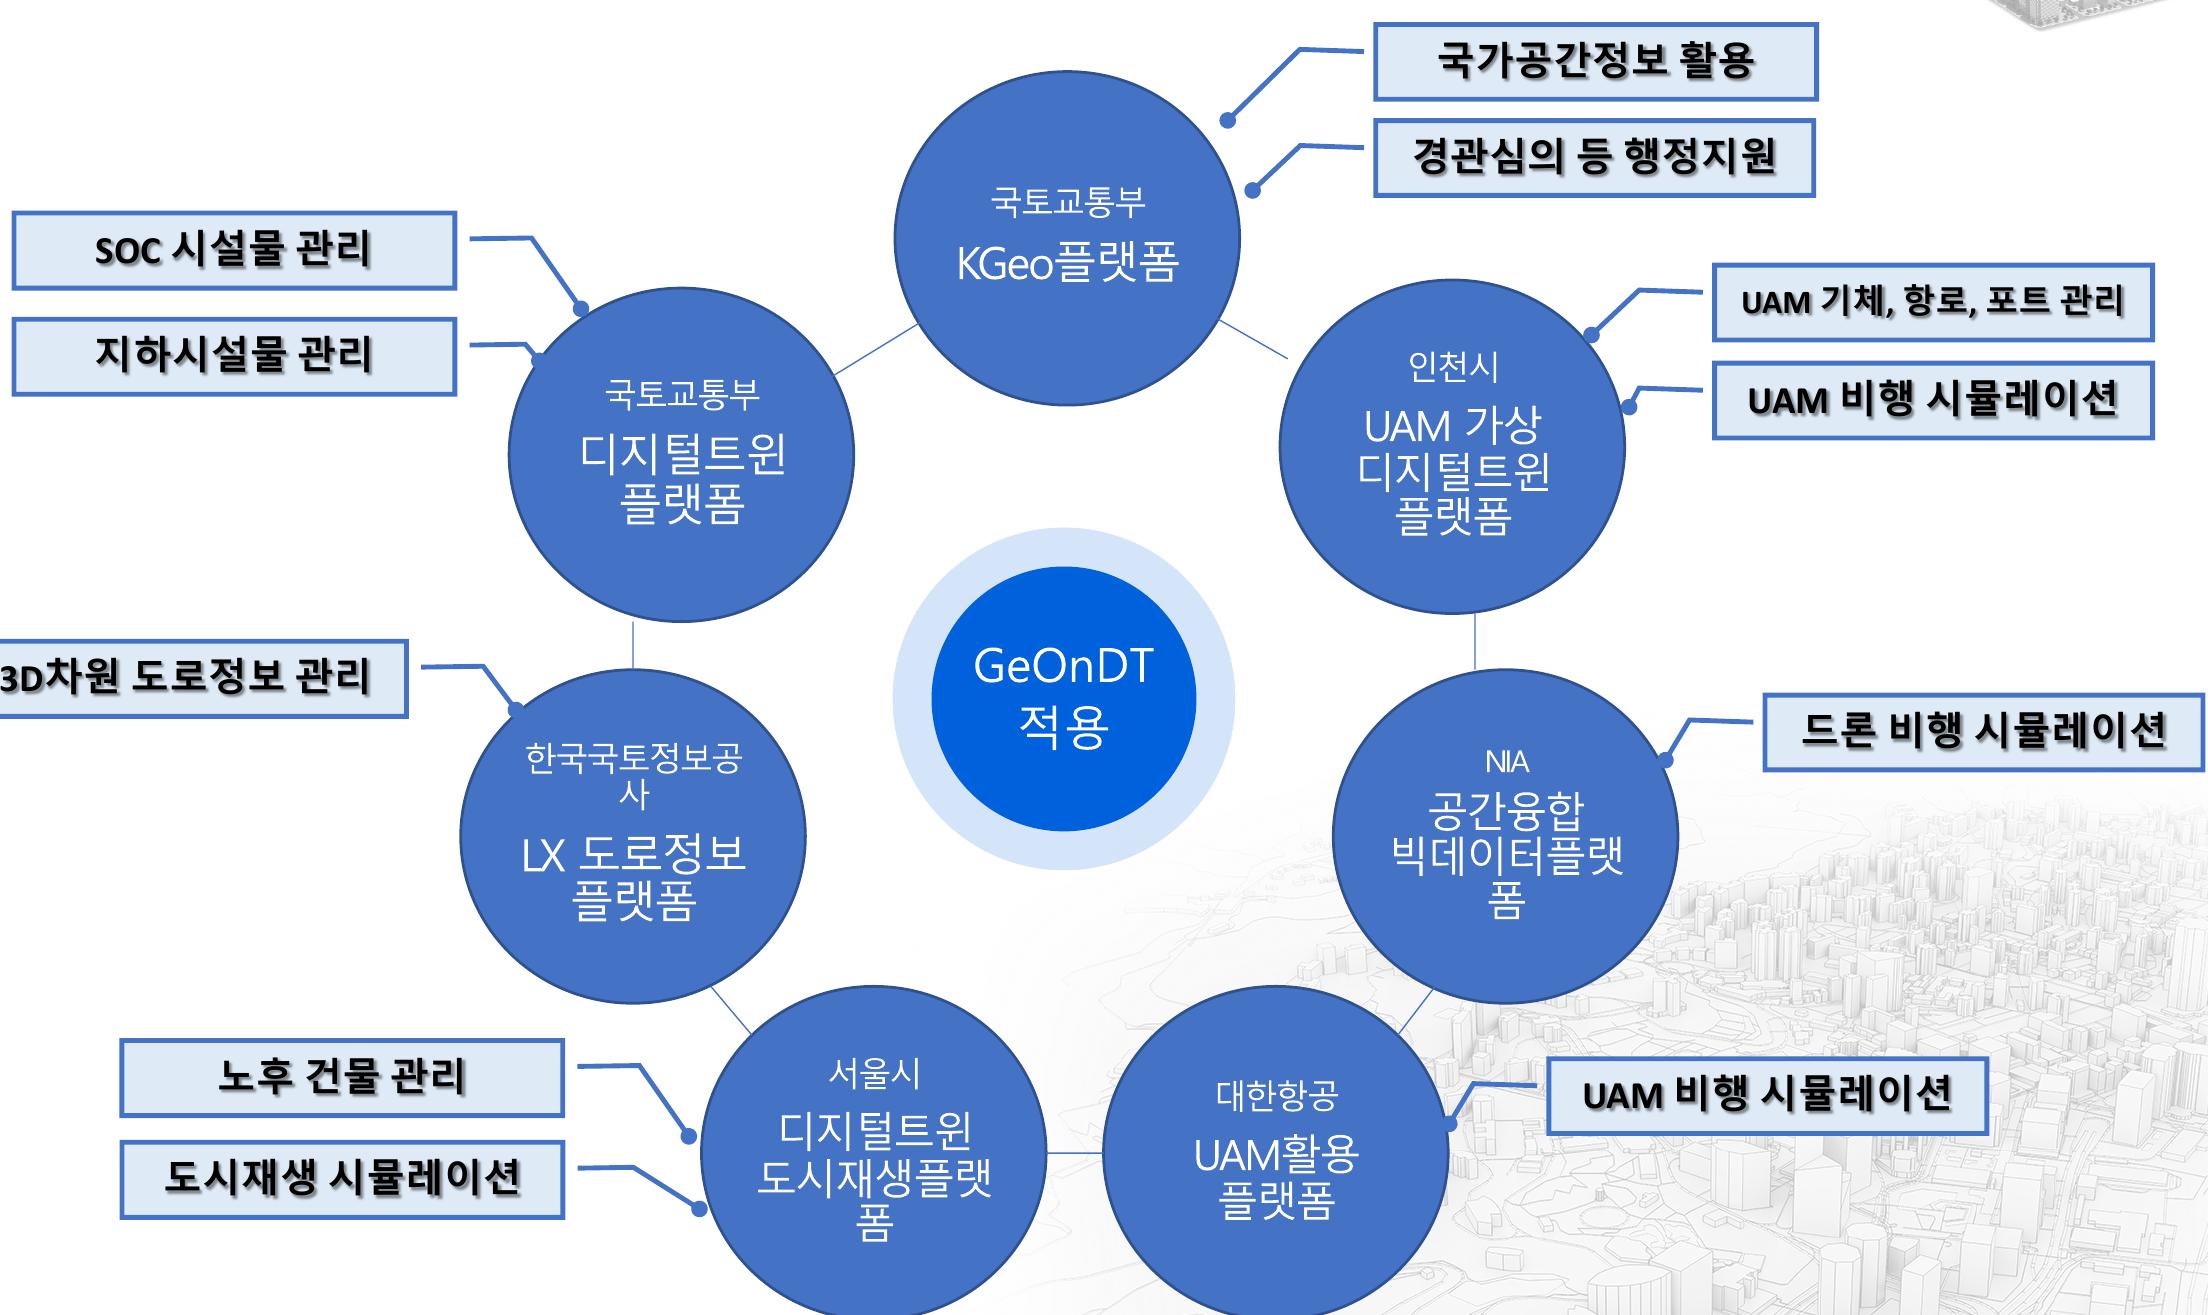 국가공간정보 활용
경관심의 등 행정지원
국토교통부
KGeo플랫폼
SOC 시설물 관리
지하시설물 관리
국토교통부
디지털트윈
플랫폼
UAM 기체, 항로, 포트 관리
UAM 비행 시뮬레이션
인천시
UAM 가상
디지털트윈
플랫폼
GeOnDT
적용
3D차원 도로정보 관리
한국국토정보공
사
LX 도로정보
플랫폼
드론 비행 시뮬레이션
NIA
공간융합
빅데이터플랫
폼
노후 건물 관리
도시재생 시뮬레이션
서울시
디지털트윈
도시재생플랫
폼
대한항공
UAM활용
플랫폼
UAM 비행 시뮬레이션